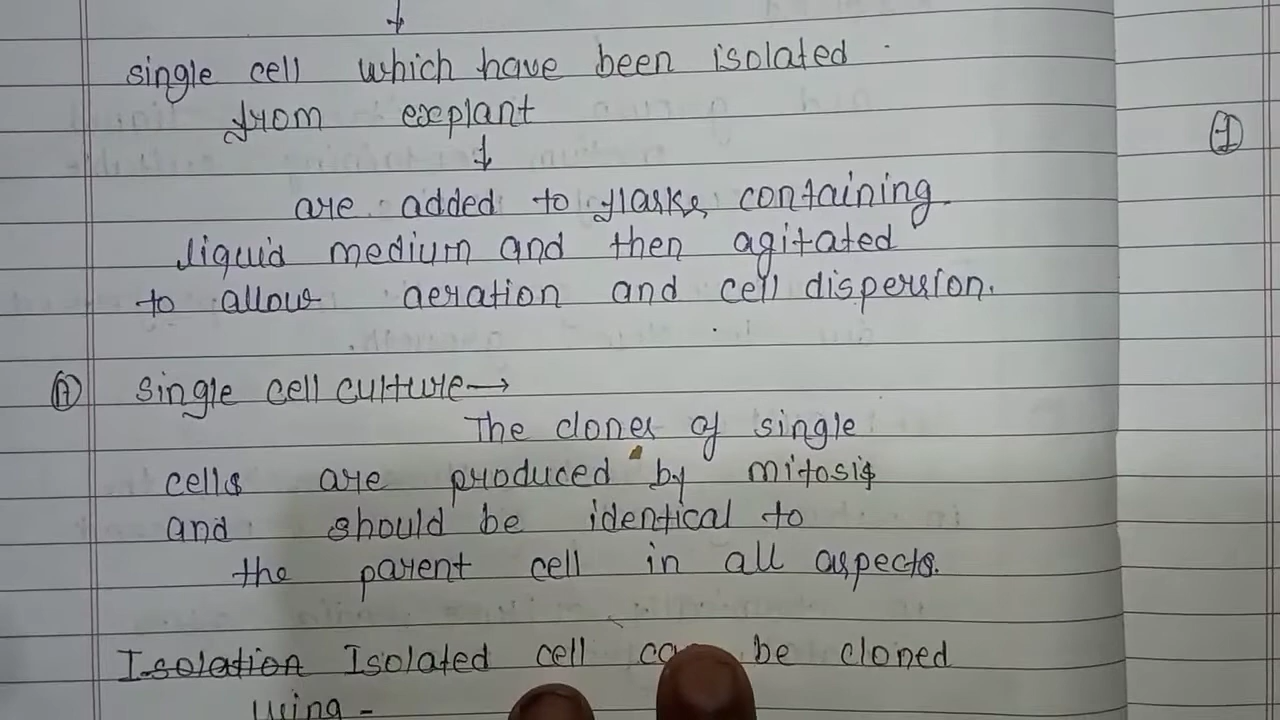 ↓
single cell which have been isolated
from explant
↓
are added to flasks containing
liquid medium and then agitated
to allow aeration and cell dispersion.
Ⓐ single cell culture→
The clones of single
cells are produced by mitosis
and should be identical to
the parent cell in all aspects.
~~Isolation~~ Isolated cell can be cloned
using -